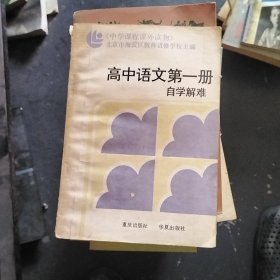 《中学课程课外读物》
北京市海淀区教师进修学校主编
高中语文第一册
自学解难
重庆出版社 华夏出版社